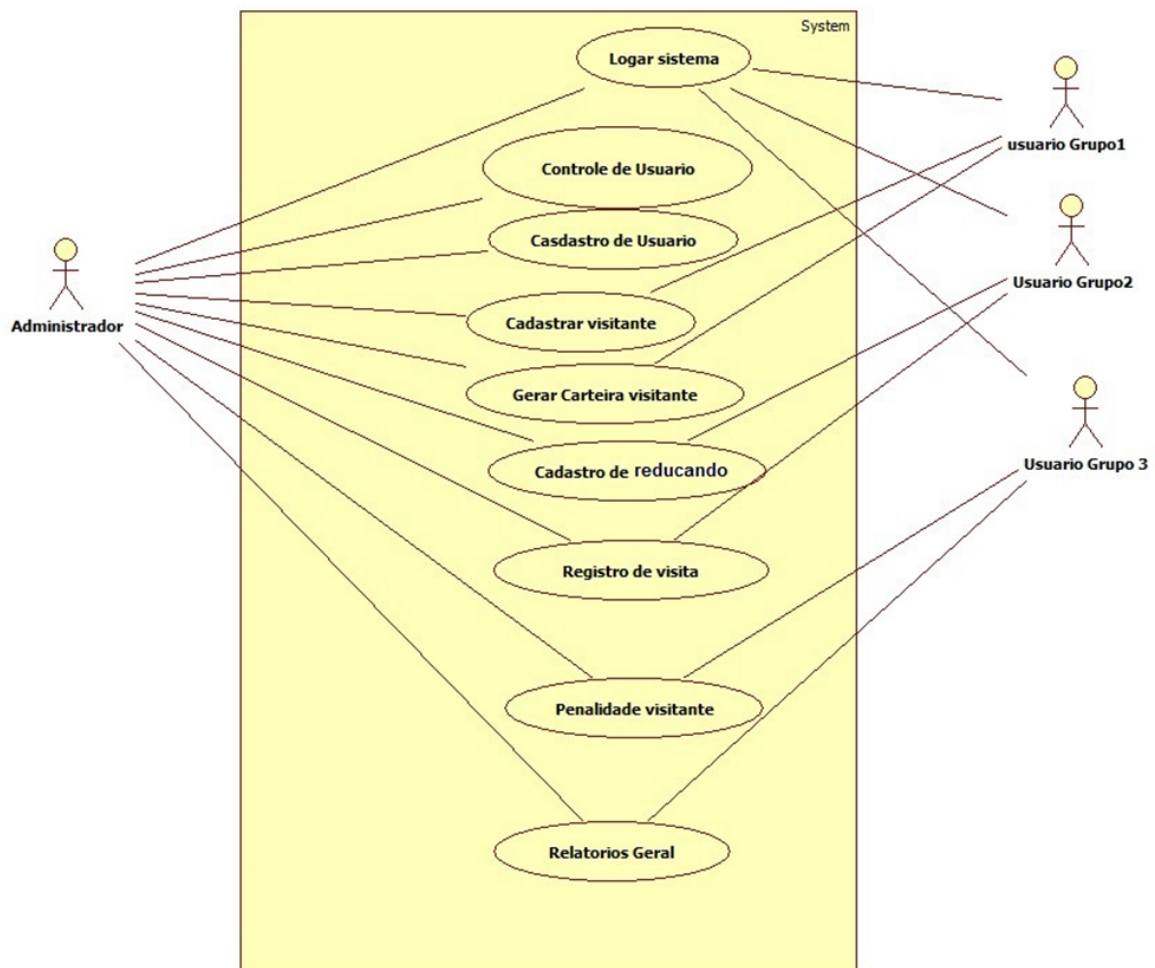 System
Logar sistema
usuario Grupo1
Controle de Usuario
Usuario Grupo2
Casdastro de Usuario
Administrador
Cadastrar visitante
Gerar Carteira visitante
Cadastro de reducando
Usuario Grupo 3
Registro de visita
Penalidade visitante
Relatorios Geral